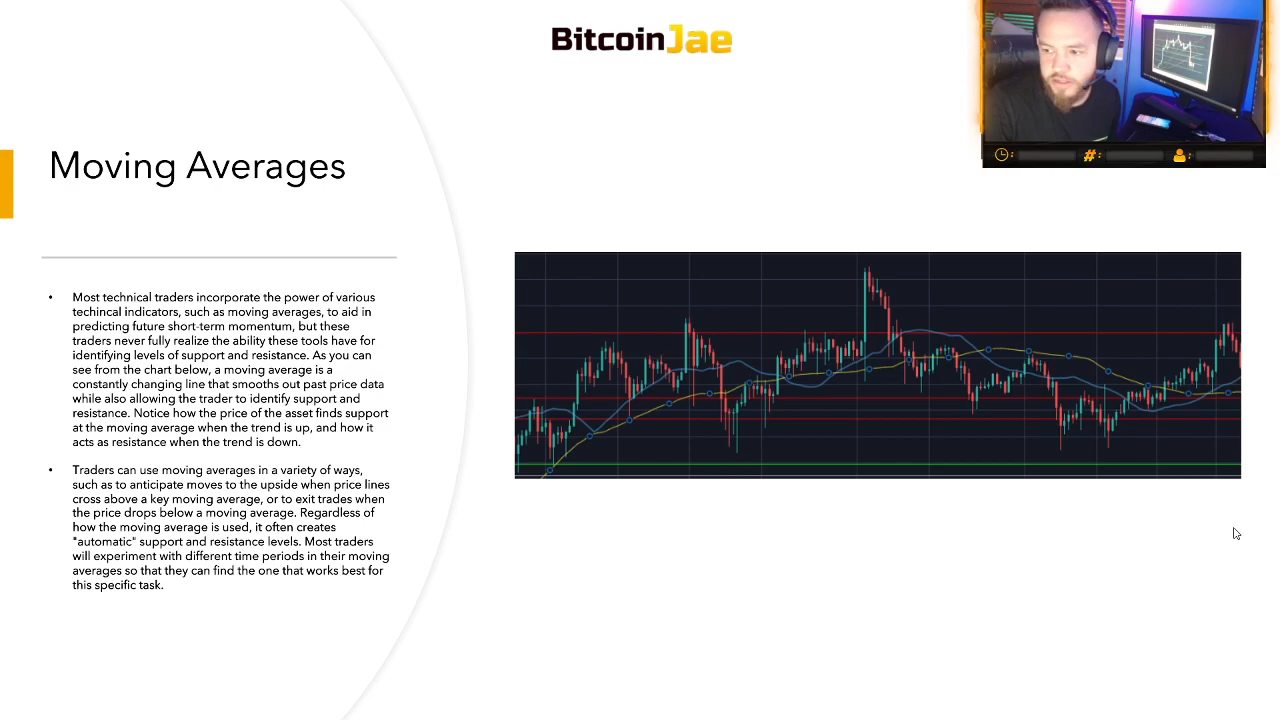 BitcoinJae
Moving Averages
• Most technical traders incorporate the power of various
techincal indicators, such as moving averages, to aid in
predicting future short-term momentum, but these
traders never fully realize the ability these tools have for
identifying levels of support and resistance. As you can
see from the chart below, a moving average is a
constantly changing line that smooths out past price data
while also allowing the trader to identify support and
resistance. Notice how the price of the asset finds support
at the moving average when the trend is up, and how it
acts as resistance when the trend is down.
• Traders can use moving averages in a variety of ways,
such as to anticipate moves to the upside when price lines
cross above a key moving average, or to exit trades when
the price drops below a moving average. Regardless of
how the moving average is used, it often creates
"automatic" support and resistance levels. Most traders
will experiment with different time periods in their moving
averages so that they can find the one that works best for
this specific task.
: #: :